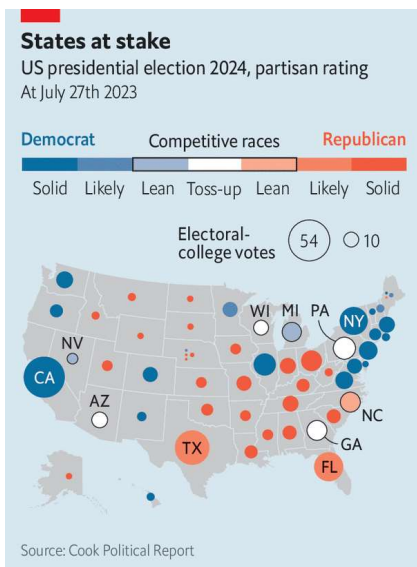 States at stake
US presidential election 2024, partisan rating
At July 27th 2023
Democrat Competitive races Republican
Solid Likely Lean Toss-up Lean Likely Solid
Electoral-
college votes 54 10
WI MI PA NY
NV
CA
AZ
NC
GA
TX
FL
Source: Cook Political Report